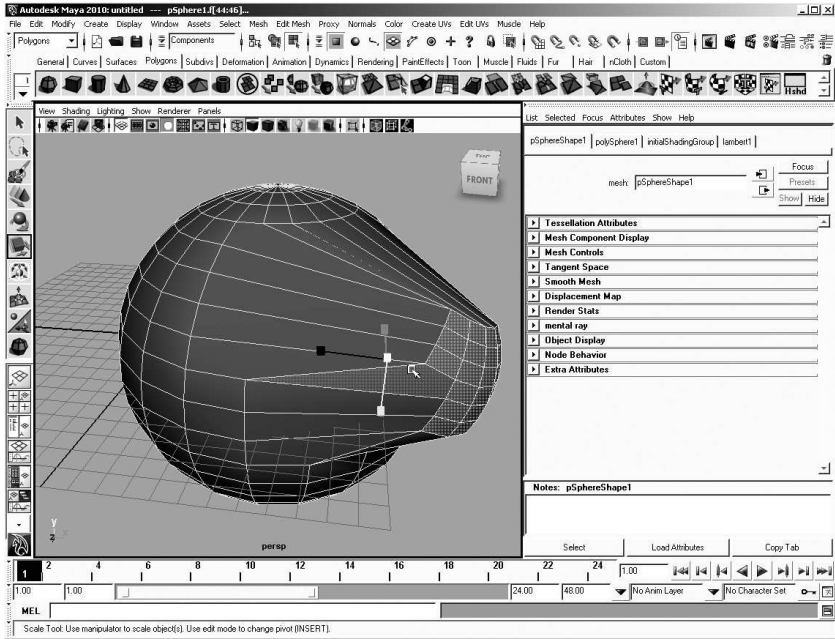 Autodesk Maya 2010: untitled --- pSphere1.f[44:46]...
File Edit Modify Create Display Window Assets Select Mesh Edit Mesh Proxy Normals Color Create UVs Edit UVs Muscle Help
Polygons Components
General Curves Surfaces Polygons Subdivs Deformation Animation Dynamics Rendering PaintEffects Toon Muscle Fluids Fur Hair nCloth Custom
Hshd
View Shading Lighting Show Renderer Panels
List Selected Focus Attributes Show Help
pSphereShape1 polySphere1 initialShadingGroup lambert1
mesh: pSphereShape1
Focus
Presets
Show Hide
TOP
FRONT
Tessellation Attributes
Mesh Component Display
Mesh Controls
Tangent Space
Smooth Mesh
Displacement Map
Render Stats
mental ray
Object Display
Node Behavior
Extra Attributes
Notes: pSphereShape1
y
z x
persp
Select Load Attributes Copy Tab
1 2 4 6 8 10 12 14 16 18 20 22 24 1.00
1.00 1.00 24.00 48.00 No Anim Layer No Character Set
MEL
Scale Tool: Use manipulator to scale object(s). Use edit mode to change pivot (INSERT).